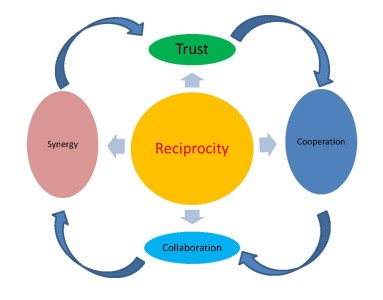 Trust
Synergy
Reciprocity
Cooperation
Collaboration